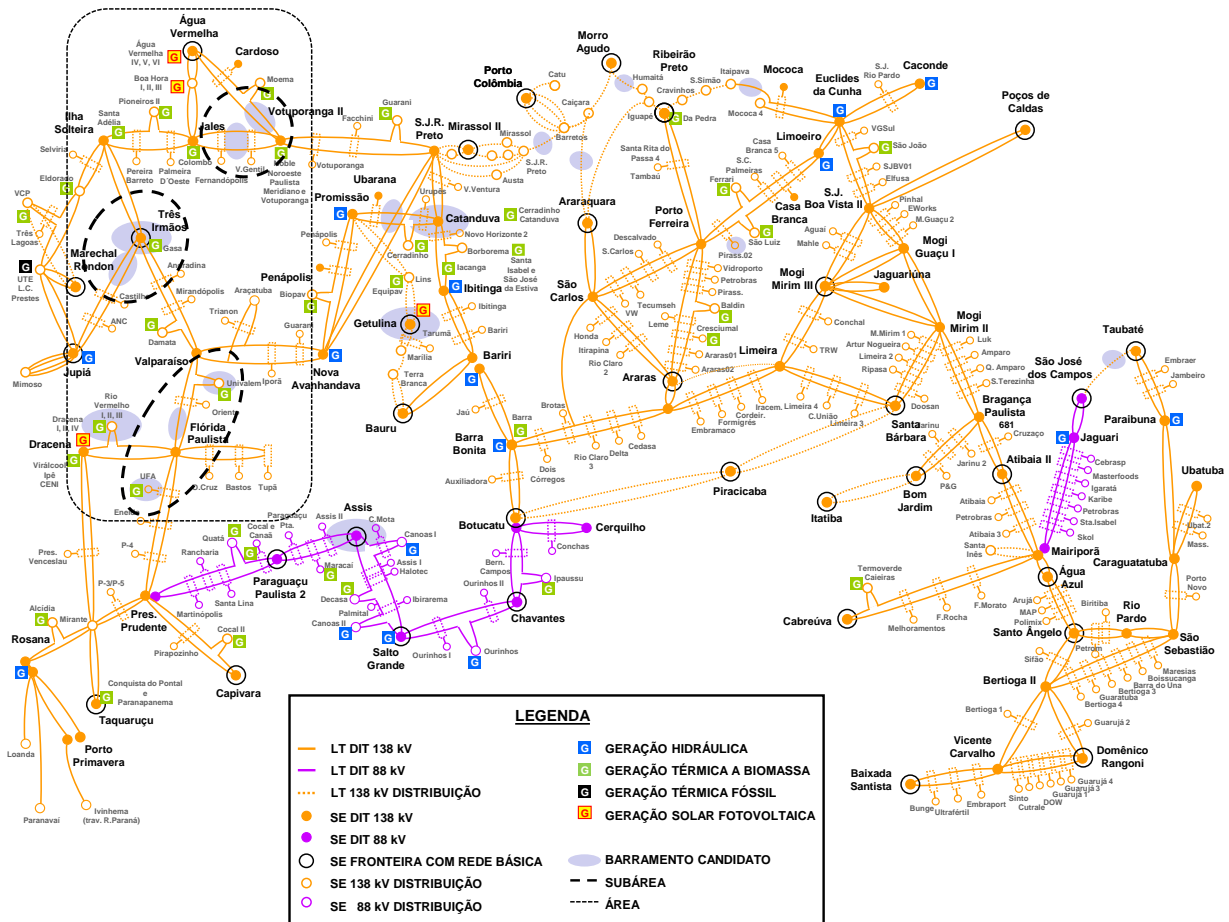 Água
Vermelha
Água
Vermelha
IV, V, VI
Cardoso
Boa Hora
I, II, III
Moema
Pioneiros II
Votuporanga II
Ilha
Solteira
Santa
Adélia
Jales
Facchini
Guarani
Selvíria
Colombo
Noble
Noroeste
Paulista
Meridiano e
Votuporanga
Votuporanga
Pereira
Barreto
Palmeira
D´Oeste
Fernandópolis
V.Gentil
Eldorado
VCP
Três
Lagoas
Três
Irmãos
Gasa
Marechal
Rondon
UTE
L.C.
Prestes
Andradina
Castilho
Mirandópolis
Araçatuba
ANC
Trianon
Damata
Guarani
Jupiá
Mimoso
Valparaíso
Iporã
Univalem
Rio
Vermelho
I, II, III
Oriente
Dracena
I, II, IV
Dracena
Flórida
Paulista
Virálcool
Ipê
CENI
UFA
O.Cruz
Bastos
Tupã
Porto
Colômbia
Catu
Morro
Agudo
Caiçara
Humaitá
Barretos
S.J.R.
Preto
Mirassol II
Mirassol
S.J.R.
Preto
Austa
V.Ventura
Urupês
Ubarana
Promissão
Catanduva
Cerradinho
Catanduva
Penápolis
Novo Horizonte 2
Cerradinho
Borborema
Santa
Isabel e
São José
da Estiva
Iacanga
Penápolis
Lins
Equipav
Ibitinga
Biopav
Ibitinga
Getulina
Tarumã
Bariri
Marília
Bariri
Nova
Avanhandava
Terra
Branca
Bauru
Jaú
Barra
Barra
Bonita
Auxiliadora
Dois
Córregos
Botucatu
Cerquilho
Conchas
Bern.
Campos
Ipaussu
Ourinhos II
Chavantes
Ribeirão
Preto
S.Simão
Itaipava
Cravinhos
Iguapé
Da Pedra
Mococa
Mococa 4
Euclides
da Cunha
S.J.
Rio Pardo
Caconde
Poços de
Caldas
Limoeiro
VGSul
São João
SJBV01
Elfusa
Casa
Branca 5
Santa Rita do
Passa 4
S.C.
Palmeiras
Ferrari
Tambaú
Casa
Branca
S.J.
Boa Vista II
Pinhal
EWorks
M.Guaçu 2
Araraquara
Porto
Ferreira
Descalvado
S.Carlos
São Luiz
Pirass.02
Aguaí
Mahle
Mogi
Guaçu I
Vidroporto
Petrobras
Pirass.
Baldin
Mogi
Mirim III
Jaguariúna
São
Carlos
Tecumseh
VW
Leme
Cresciumal
Conchal
Mogi
Mirim II
Honda
Itirapina
Rio Claro
2
Araras01
Araras02
Limeira
TRW
M.Mirim 1
Artur Nogueira
Limeira 2
Ripasa
Luk
Amparo
Q. Amparo
S.Terezinha
Araras
Brotas
Iracem.
Cordeir.
Formigrês
Embramaco
Limeira 4
C.União
Limeira 3
Doosan
Santa
Bárbara
Rio Claro
3
Delta
Cedasa
Piracicaba
Bragança
Paulista
681
Cruzaço
Jarinu
Jarinu 2
P&G
Atibaia II
Atibaia
Petrobras
Atibaia 3
Bom
Jardim
Itatiba
Santa
Inês
Mairiporã
Termoverde
Caieiras
Cabreúva
Melhoramentos
F.Rocha
F.Morato
São José
dos Campos
Taubaté
Embraer
Jambeiro
Paraibuna
Jaguari
Cebrasp
Masterfoods
Igaratá
Karibe
Petrobras
Sta.Isabel
Skol
Ubatuba
Ubat.2
Mass.
Caraguatatuba
Porto
Novo
Água
Azul
Arujá
MAP
Polimix
Biritiba
Rio
Pardo
Santo Ângelo
Petrom
São
Sebastião
Sifão
Maresias
Boissucanga
Barra do Una
Bertioga 3
Guaratuba
Bertioga 4
Bertioga II
Bertioga 1
Guarujá 2
Vicente
Carvalho
Domênico
Rangoni
Guarujá 4
Guarujá 3
Guarujá 1
DOW
Cutrale
Sinto
Embraport
Ultrafértil
Bunge
Baixada
Santista
Pres.
Venceslau
P-4
P-3/P-5
Pres.
Prudente
Alcídia
Mirante
Rosana
Pirapozinho
Cocal II
Capivara
Conquista do Pontal
e
Paranapanema
Taquaruçu
Loanda
Porto
Primavera
Paranavaí
Ivinhema
(trav. R.Paraná)
Quatá
Rancharia
Martinópolis
Santa Lina
Cocal e
Canaã
Paraguaçu
Pta.
Paraguaçu
Paulista 2
Assis
Assis II
C.Mota
Canoas I
Maracaí
Assis I
Halotec
Decasa
Palmital
Canoas II
Ibirarema
Salto
Grande
Ourinhos I
Ourinhos
LEGENDA
LT DIT 138 kV
LT DIT 88 kV
LT 138 kV DISTRIBUIÇÃO
SE DIT 138 kV
SE DIT 88 kV
SE FRONTEIRA COM REDE BÁSICA
SE 138 kV DISTRIBUIÇÃO
SE 88 kV DISTRIBUIÇÃO
G GERAÇÃO HIDRÁULICA
G GERAÇÃO TÉRMICA A BIOMASSA
G GERAÇÃO TÉRMICA FÓSSIL
G GERAÇÃO SOLAR FOTOVOLTAICA
BARRAMENTO CANDIDATO
SUBÁREA
ÁREA